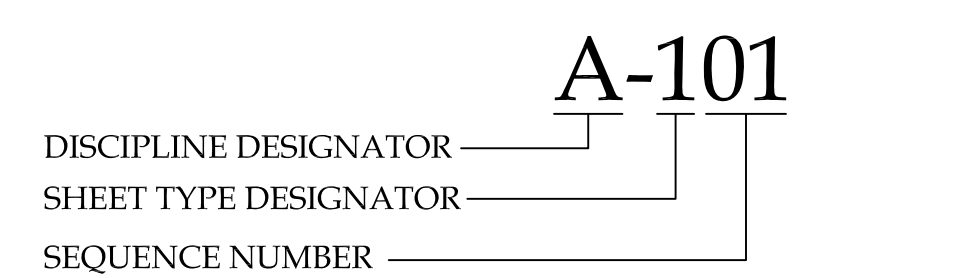 A-101
DISCIPLINE DESIGNATOR
SHEET TYPE DESIGNATOR
SEQUENCE NUMBER